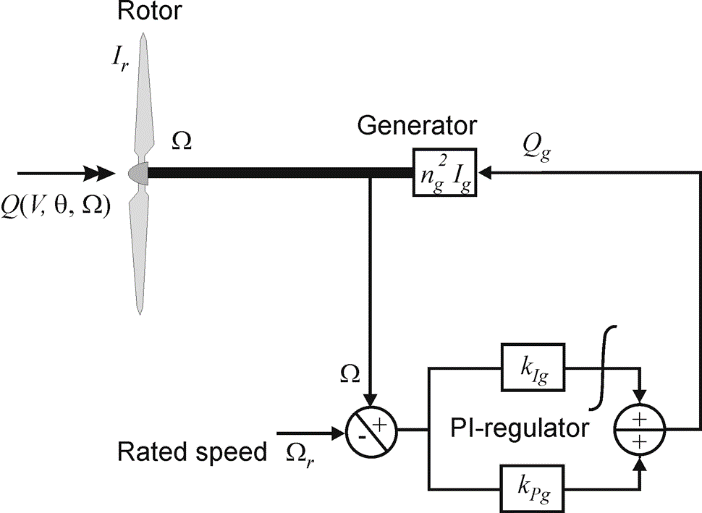 Rotor
I_r
Ω
Generator
Q_g
n_g^2 I_g
Q(V, θ, Ω)
k_Ig
Ω
+
-
PI-regulator
+
+
Rated speed
Ω_r
k_Pg